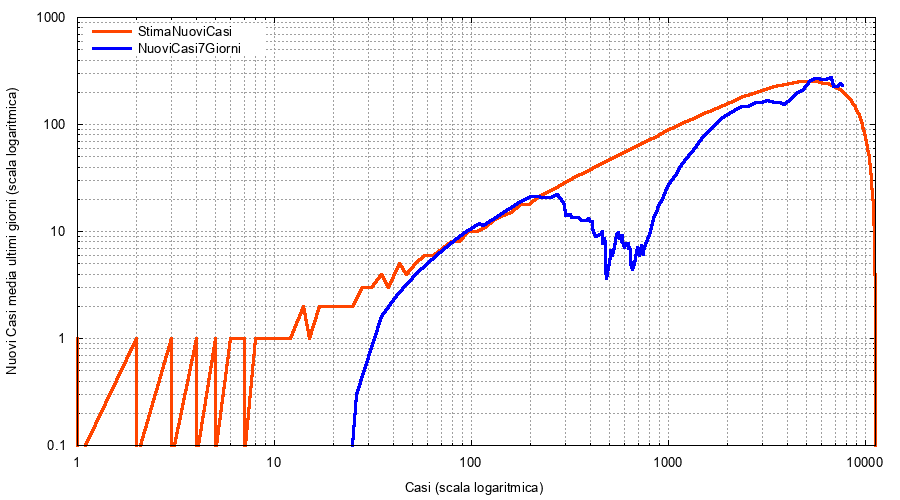 1000
100
10
1
0.1
StimaNuoviCasi
NuoviCasi7Giorni
Nuovi Casi media ultimi giorni (scala logaritmica)
1 10 100 1000 10000
Casi (scala logaritmica)